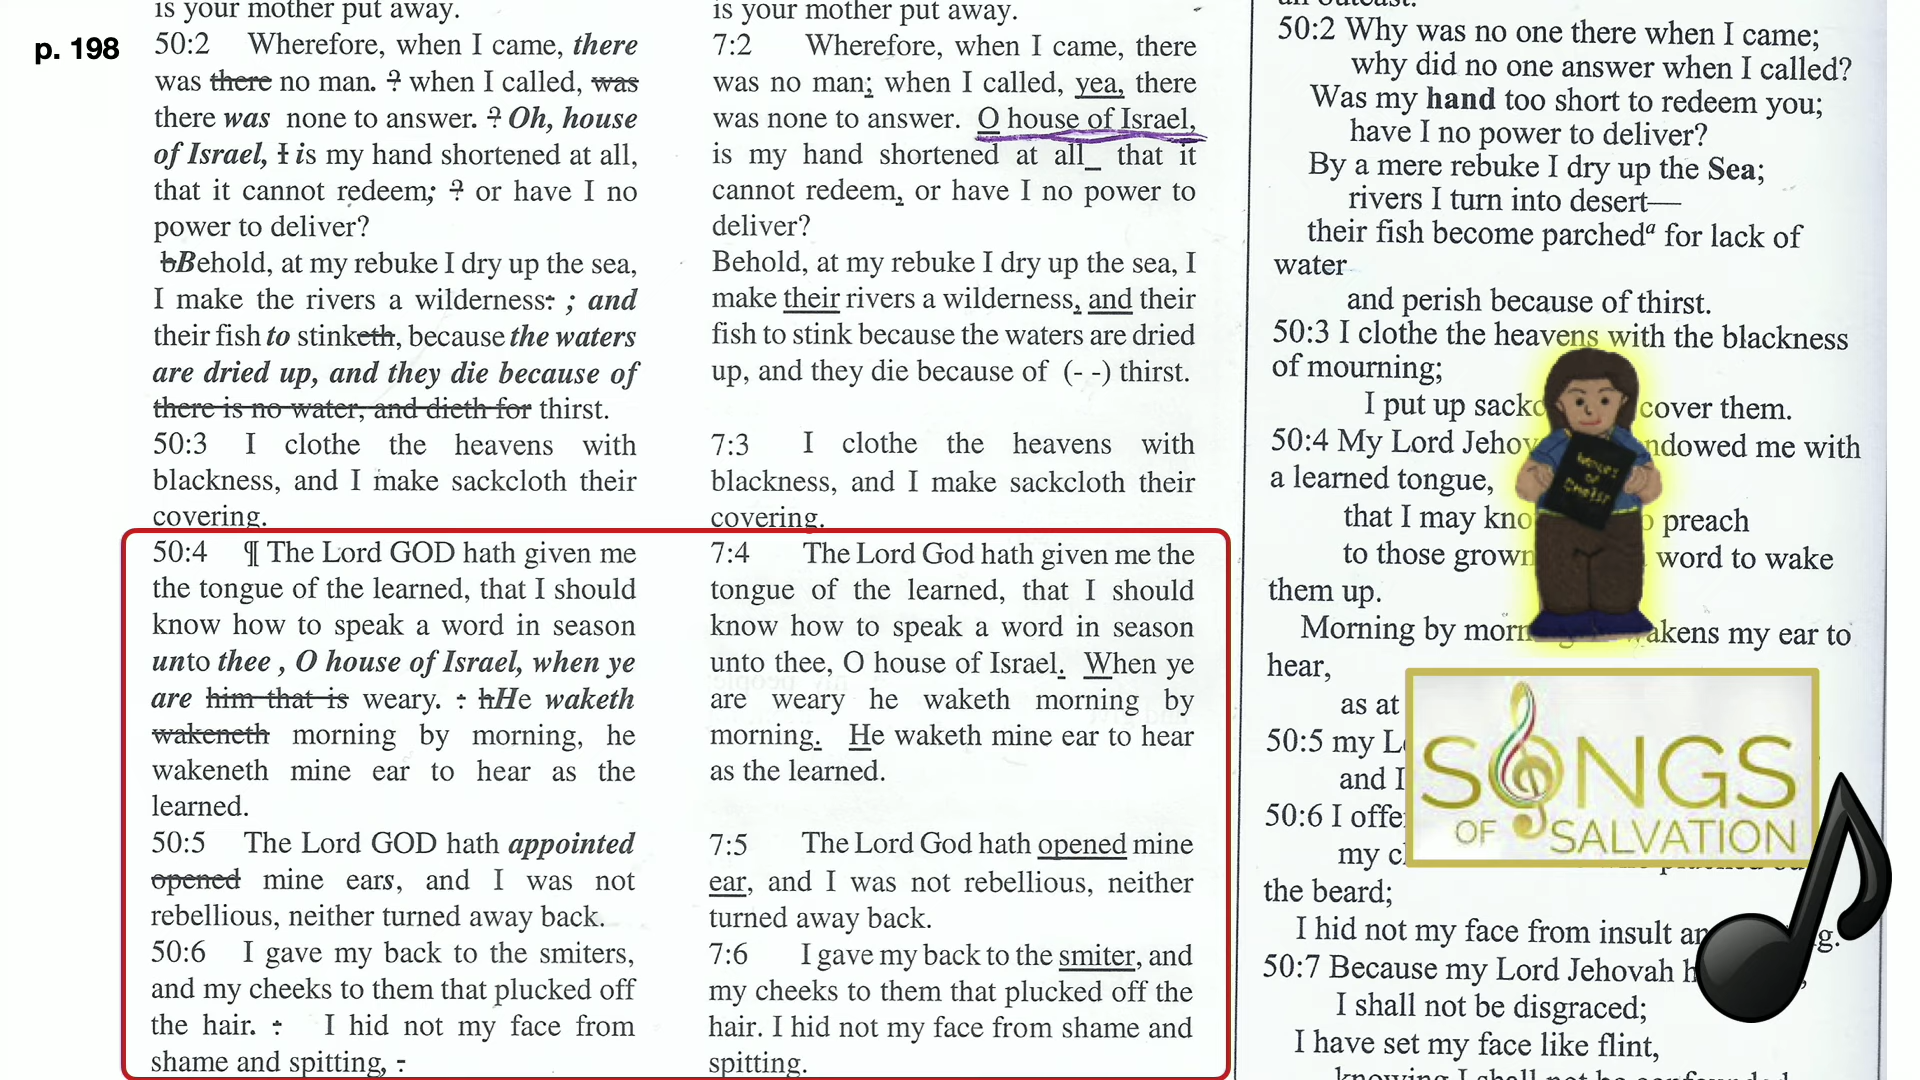 p. 198
is your mother put away.
50:2 Wherefore, when I came, there
was there no man. ? when I called, was
there was none to answer. ? Oh, house
of Israel, I is my hand shortened at all,
that it cannot redeem; ? or have I no
power to deliver?
bBehold, at my rebuke I dry up the sea,
I make the rivers a wilderness: ; and
their fish to stinketh, because the waters
are dried up, and they die because of
there is no water, and dieth for thirst.
50:3 I clothe the heavens with
blackness, and I make sackcloth their
covering.
50:4 ¶ The Lord GOD hath given me
the tongue of the learned, that I should
know how to speak a word in season
unto thee , O house of Israel, when ye
are him that is weary. : hHe waketh
wakeneth morning by morning, he
wakeneth mine ear to hear as the
learned.
50:5 The Lord GOD hath appointed
opened mine ears, and I was not
rebellious, neither turned away back.
50:6 I gave my back to the smiters,
and my cheeks to them that plucked off
the hair. : I hid not my face from
shame and spitting, :
is your mother put away.
7:2 Wherefore, when I came, there
was no man; when I called, yea, there
was none to answer. O house of Israel,
is my hand shortened at all_ that it
cannot redeem, or have I no power to
deliver?
Behold, at my rebuke I dry up the sea, I
make their rivers a wilderness, and their
fish to stink because the waters are dried
up, and they die because of (- -) thirst.
7:3 I clothe the heavens with
blackness, and I make sackcloth their
covering.
7:4 The Lord God hath given me the
tongue of the learned, that I should
know how to speak a word in season
unto thee, O house of Israel. When ye
are weary he waketh morning by
morning. He waketh mine ear to hear
as the learned.
7:5 The Lord God hath opened mine
ear, and I was not rebellious, neither
turned away back.
7:6 I gave my back to the smiter, and
my cheeks to them that plucked off the
hair. I hid not my face from shame and
spitting.
an outcast.
50:2 Why was no one there when I came;
why did no one answer when I called?
Was my hand too short to redeem you;
have I no power to deliver?
By a mere rebuke I dry up the Sea;
rivers I turn into desert—
their fish become parchedᵃ for lack of
water
and perish because of thirst.
50:3 I clothe the heavens with the blackness
of mourning;
I put up cover them.
50:4 My Lord with
a learned tongue,
that I may preach
to those word to wake
them up.
Morning by my ear to
hear,
as at
50:5 my
and I
50:6 I
my
the beard;
I hid not my face from insult
50:7 Because my Lord Jehovah
I shall not be disgraced;
I have set my face like flint,
knowing I shall not be confounded
WORDS
OF
CHRIST
SONGS
OF SALVATION